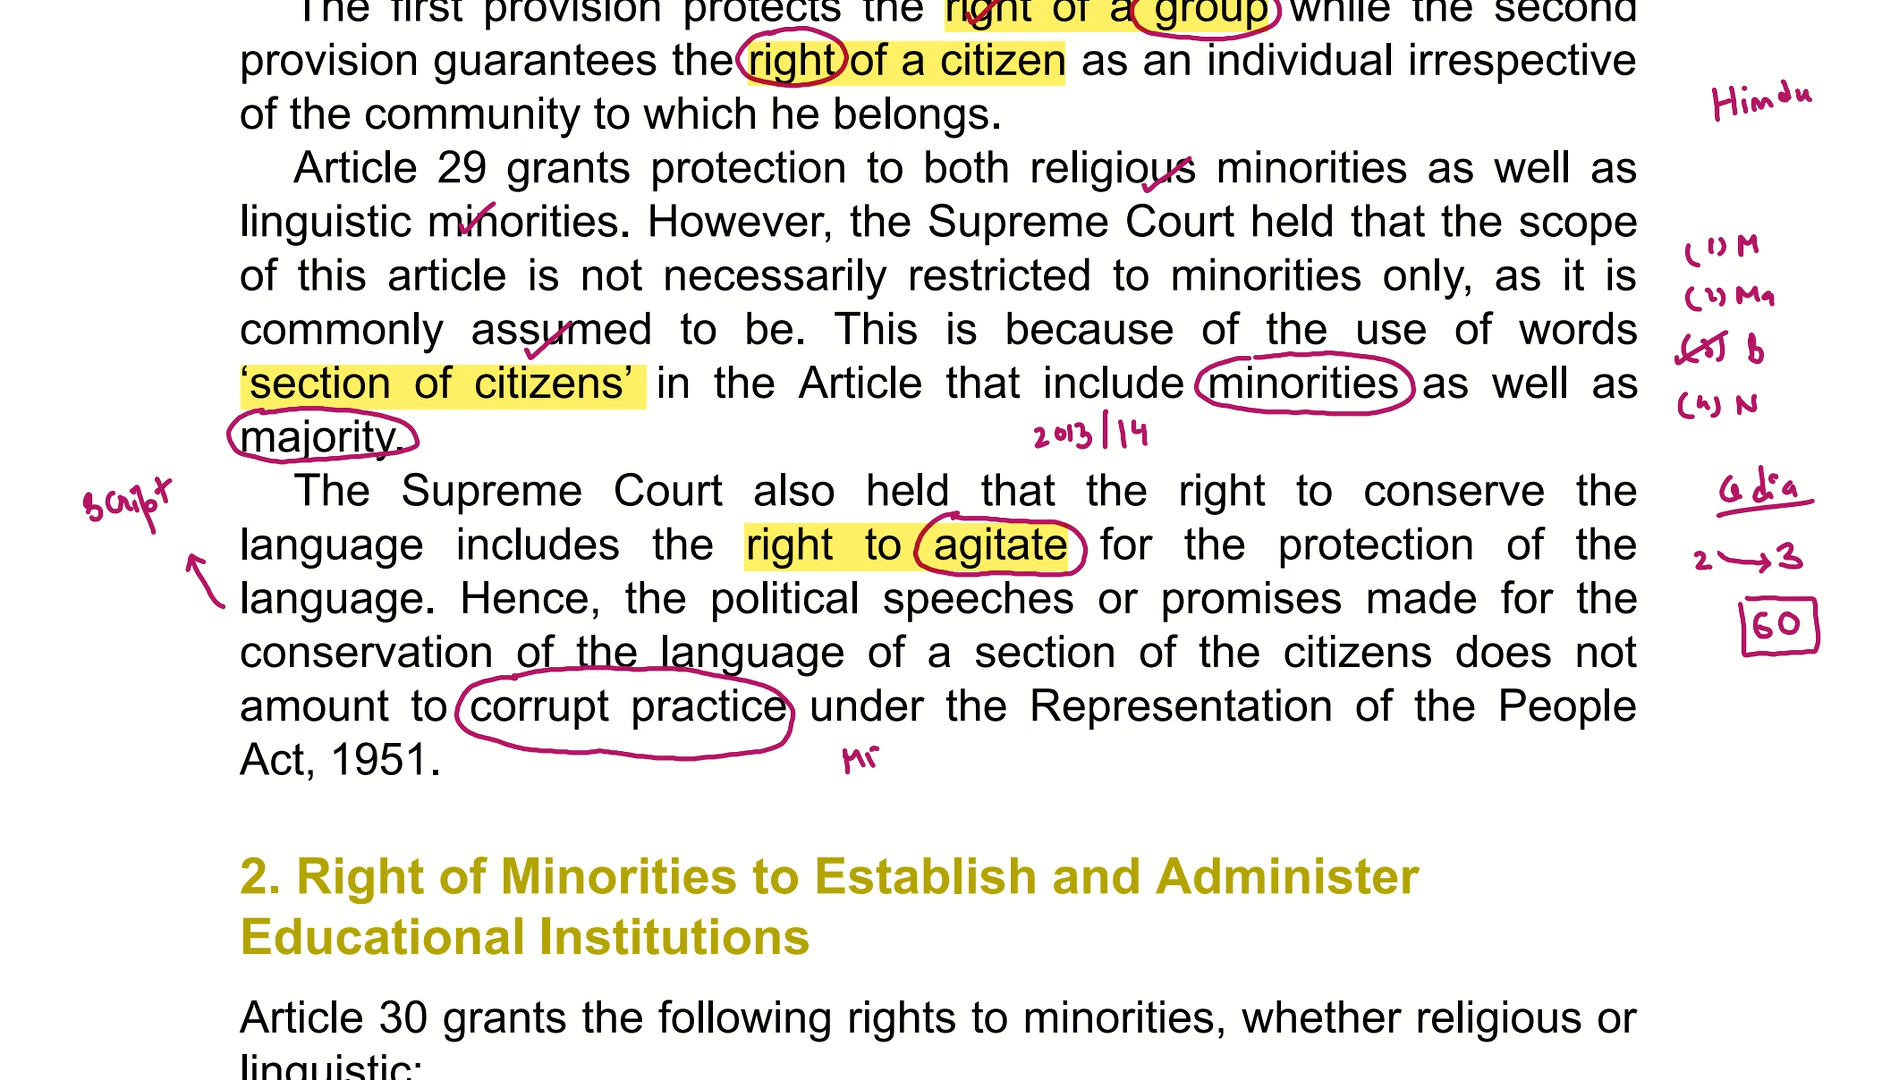 The first provision protects the right of a group while the second
provision guarantees the right of a citizen as an individual irrespective
of the community to which he belongs.
Hindu
Article 29 grants protection to both religious minorities as well as
linguistic minorities. However, the Supreme Court held that the scope
of this article is not necessarily restricted to minorities only, as it is
commonly assumed to be. This is because of the use of words
‘section of citizens’ in the Article that include minorities as well as
majority.
(1) M
(2) Ma
(3) B
(4) N
2013/14
script
The Supreme Court also held that the right to conserve the
language includes the right to agitate for the protection of the
language. Hence, the political speeches or promises made for the
conservation of the language of a section of the citizens does not
amount to corrupt practice under the Representation of the People
Act, 1951.
2 → 3
60
2. Right of Minorities to Establish and Administer
Educational Institutions
Article 30 grants the following rights to minorities, whether religious or
linguistic: